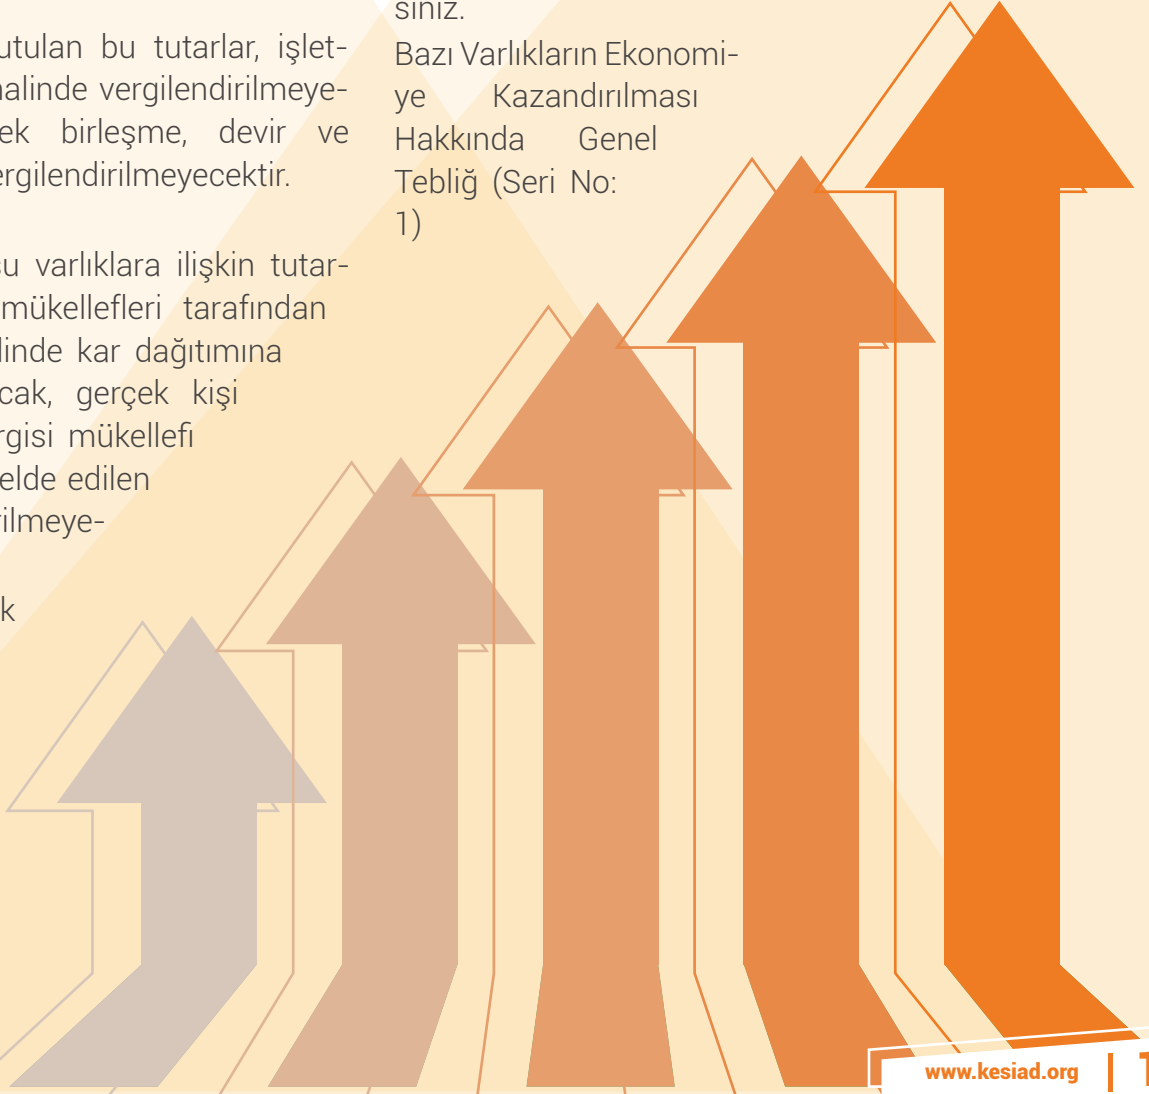 utulan bu tutarlar, işlet-
halinde vergilendirilmeye-
ek birleşme, devir ve
ergilendirilmeyecektir.
su varlıklara ilişkin tutar-
mükellefleri tarafından
linde kar dağıtımına
cak, gerçek kişi
rgisi mükellefi
elde edilen
rilmeye-
k
siniz.
Bazı Varlıkların Ekonomi-
ye Kazandırılması
Hakkında Genel
Tebliğ (Seri No:
1)
www.kesiad.org